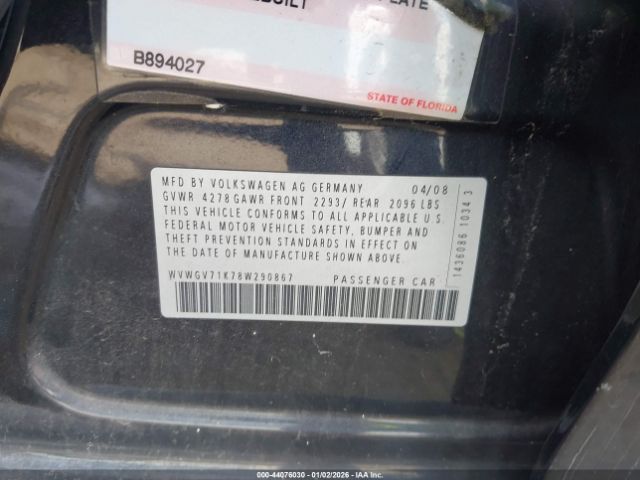 LATE
B894027
STATE OF FLORIDA
MFD BY VOLKSWAGEN AG GERMANY 04/08
GVWR 4278 GAWR FRONT 2293/ REAR 2096 LBS
THIS VEHICLE CONFORMS TO ALL APPLICABLE U.S.
FEDERAL MOTOR VEHICLE SAFETY, BUMPER AND
THEFT PREVENTION STANDARDS IN EFFECT ON THE
DATE OF MANUFACTURE SHOWN ABOVE.
WVWGV71K78W290867 PASSENGER CAR
1436086 1034 3
000-44076030 - 01/02/2026 - IAA Branches